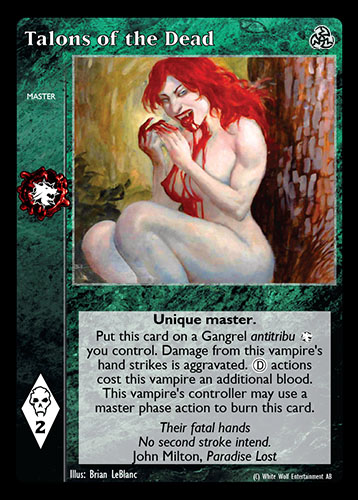 Talons of the Dead
MASTER
Unique master.
Put this card on a Gangrel antitribu
you control. Damage from this vampire's
hand strikes is aggravated. D actions
cost this vampire an additional blood.
This vampire's controller may use a
master phase action to burn this card.
Their fatal hands
No second stroke intend.
John Milton, Paradise Lost
2
Illus: Brian LeBlanc
(C) White Wolf Entertainment AB